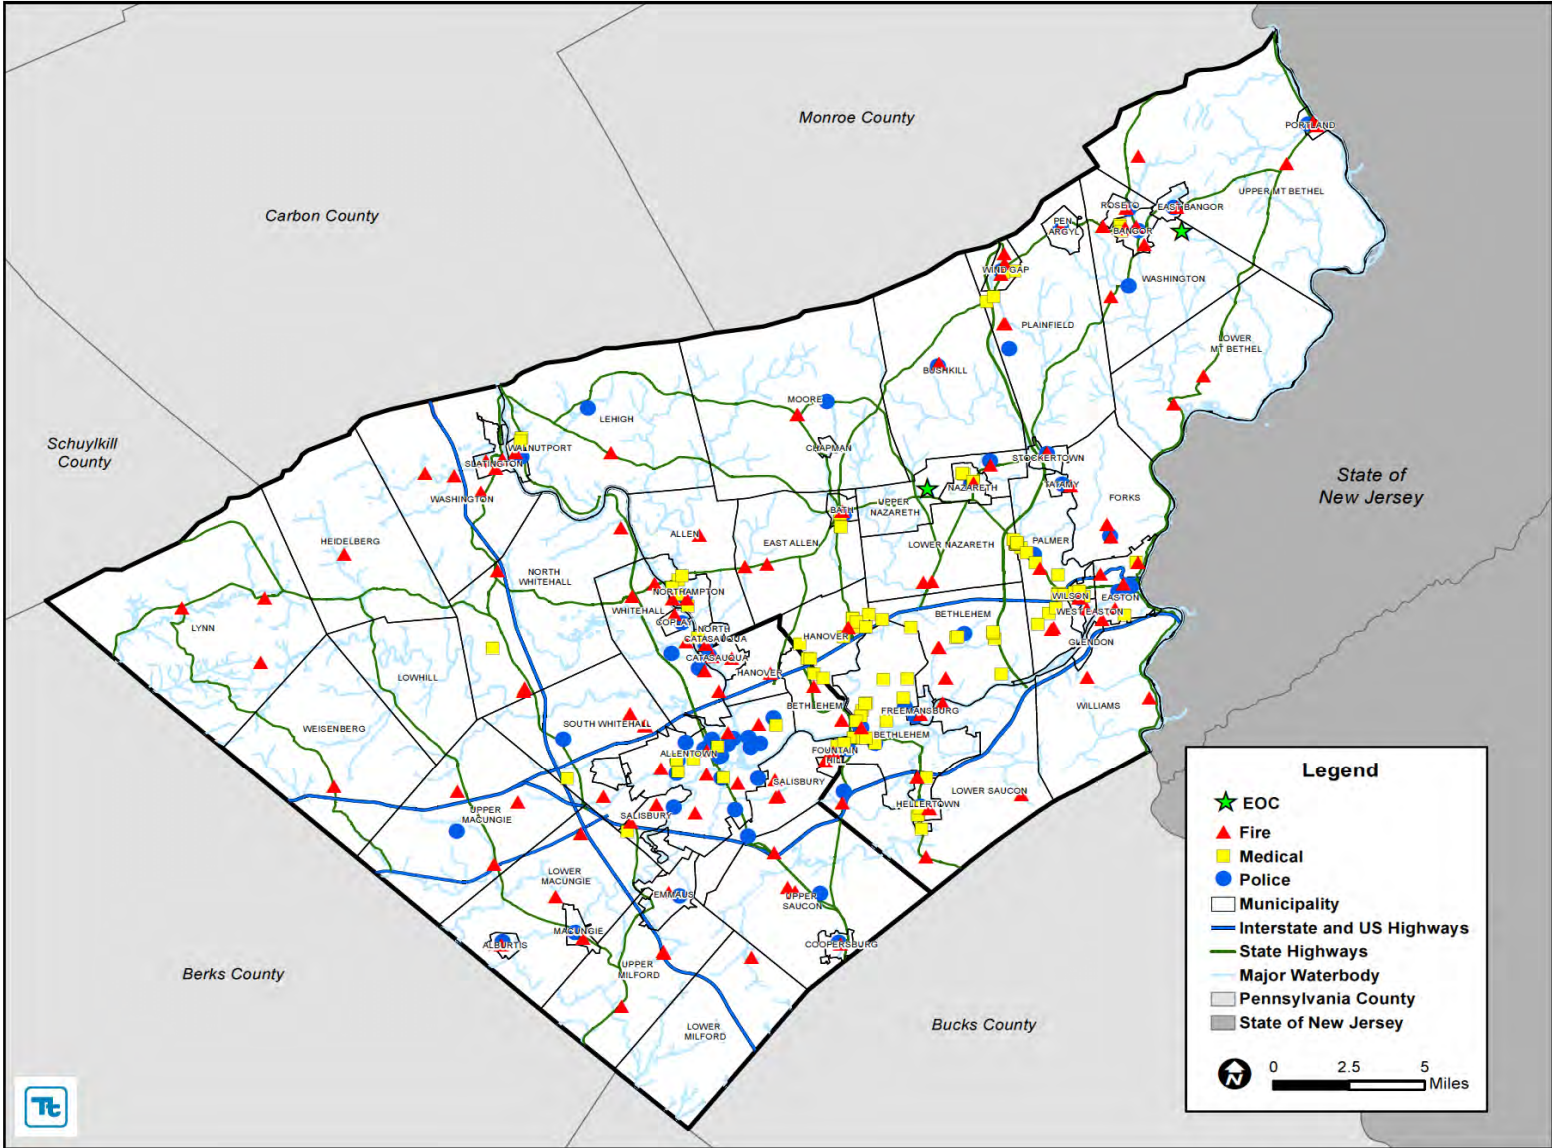 Monroe County
PORTLAND
UPPER MT BETHEL
Carbon County
ROSETO
EAST BANGOR
PEN
ARGYL
BANGOR
WIND GAP
WASHINGTON
PLAINFIELD
LOWER
MT BETHEL
BUSHKILL
MOORE
LEHIGH
Schuylkill
County
WALNUTPORT
CHAPMAN
SLATINGTON
STOCKERTOWN
State of
New Jersey
WASHINGTON
NAZARETH
TATAMY
FORKS
UPPER
NAZARETH
BATH
ALLEN
EAST ALLEN
LOWER NAZARETH
PALMER
HEIDELBERG
NORTH
WHITEHALL
NORTHAMPTON
WILSON
EASTON
WHITEHALL
WEST EASTON
BETHLEHEM
COPLAY
LYNN
NORTH
CATASAUQUA
HANOVER
GLENDON
CATASAUQUA
HANOVER
LOWHILL
BETHLEHEM
FREEMANSBURG
WILLIAMS
WEISENBERG
SOUTH WHITEHALL
BETHLEHEM
ALLENTOWN
FOUNTAIN
HILL
SALISBURY
LOWER SAUCON
HELLERTOWN
UPPER
MACUNGIE
SALISBURY
LOWER
MACUNGIE
EMMAUS
UPPER
SAUCON
MACUNGIE
ALBURTIS
COOPERSBURG
UPPER
MILFORD
Berks County
LOWER
MILFORD
Bucks County
Legend
EOC
Fire
Medical
Police
Municipality
Interstate and US Highways
State Highways
Major Waterbody
Pennsylvania County
State of New Jersey
N
0 2.5 5
Miles
Tt